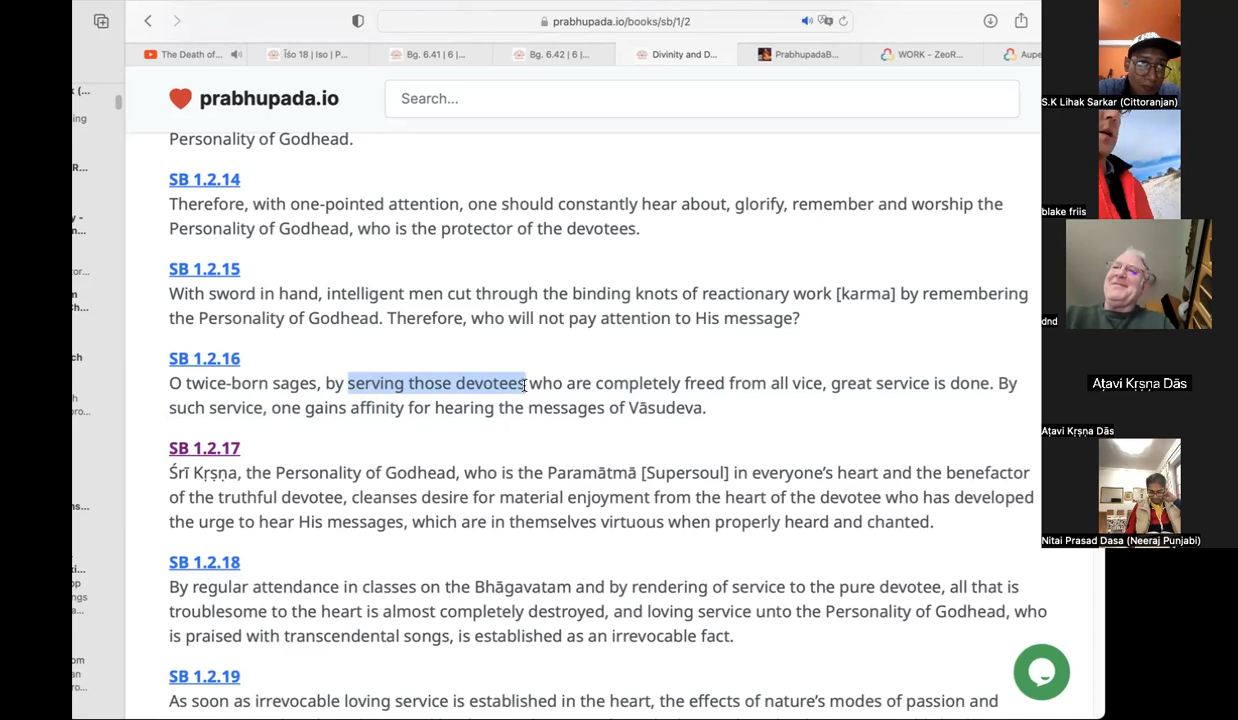 prabhupada.io/books/sb/1/2
The Death of...
Īśo 18 | Iso | P...
Bg. 6.41 | 6 |...
Bg. 6.42 | 6 |...
Divinity and D...
PrabhupadaB...
WORK - ZeoR...
Aupe
prabhupada.io
Search...
Personality of Godhead.
SB 1.2.14
Therefore, with one-pointed attention, one should constantly hear about, glorify, remember and worship the
Personality of Godhead, who is the protector of the devotees.
SB 1.2.15
With sword in hand, intelligent men cut through the binding knots of reactionary work [karma] by remembering
the Personality of Godhead. Therefore, who will not pay attention to His message?
SB 1.2.16
O twice-born sages, by serving those devotees who are completely freed from all vice, great service is done. By
such service, one gains affinity for hearing the messages of Vāsudeva.
SB 1.2.17
Śrī Kṛṣṇa, the Personality of Godhead, who is the Paramātmā [Supersoul] in everyone’s heart and the benefactor
of the truthful devotee, cleanses desire for material enjoyment from the heart of the devotee who has developed
the urge to hear His messages, which are in themselves virtuous when properly heard and chanted.
SB 1.2.18
By regular attendance in classes on the Bhāgavatam and by rendering of service to the pure devotee, all that is
troublesome to the heart is almost completely destroyed, and loving service unto the Personality of Godhead, who
is praised with transcendental songs, is established as an irrevocable fact.
SB 1.2.19
As soon as irrevocable loving service is established in the heart, the effects of nature’s modes of passion and
S.K Lihak Sarkar (Cittoranjan)
blake friis
dnd
Aṭavi Kṛṣṇa Dās
Aṭavi Kṛṣṇa Dās
Nitai Prasad Dasa (Neeraj Punjabi)